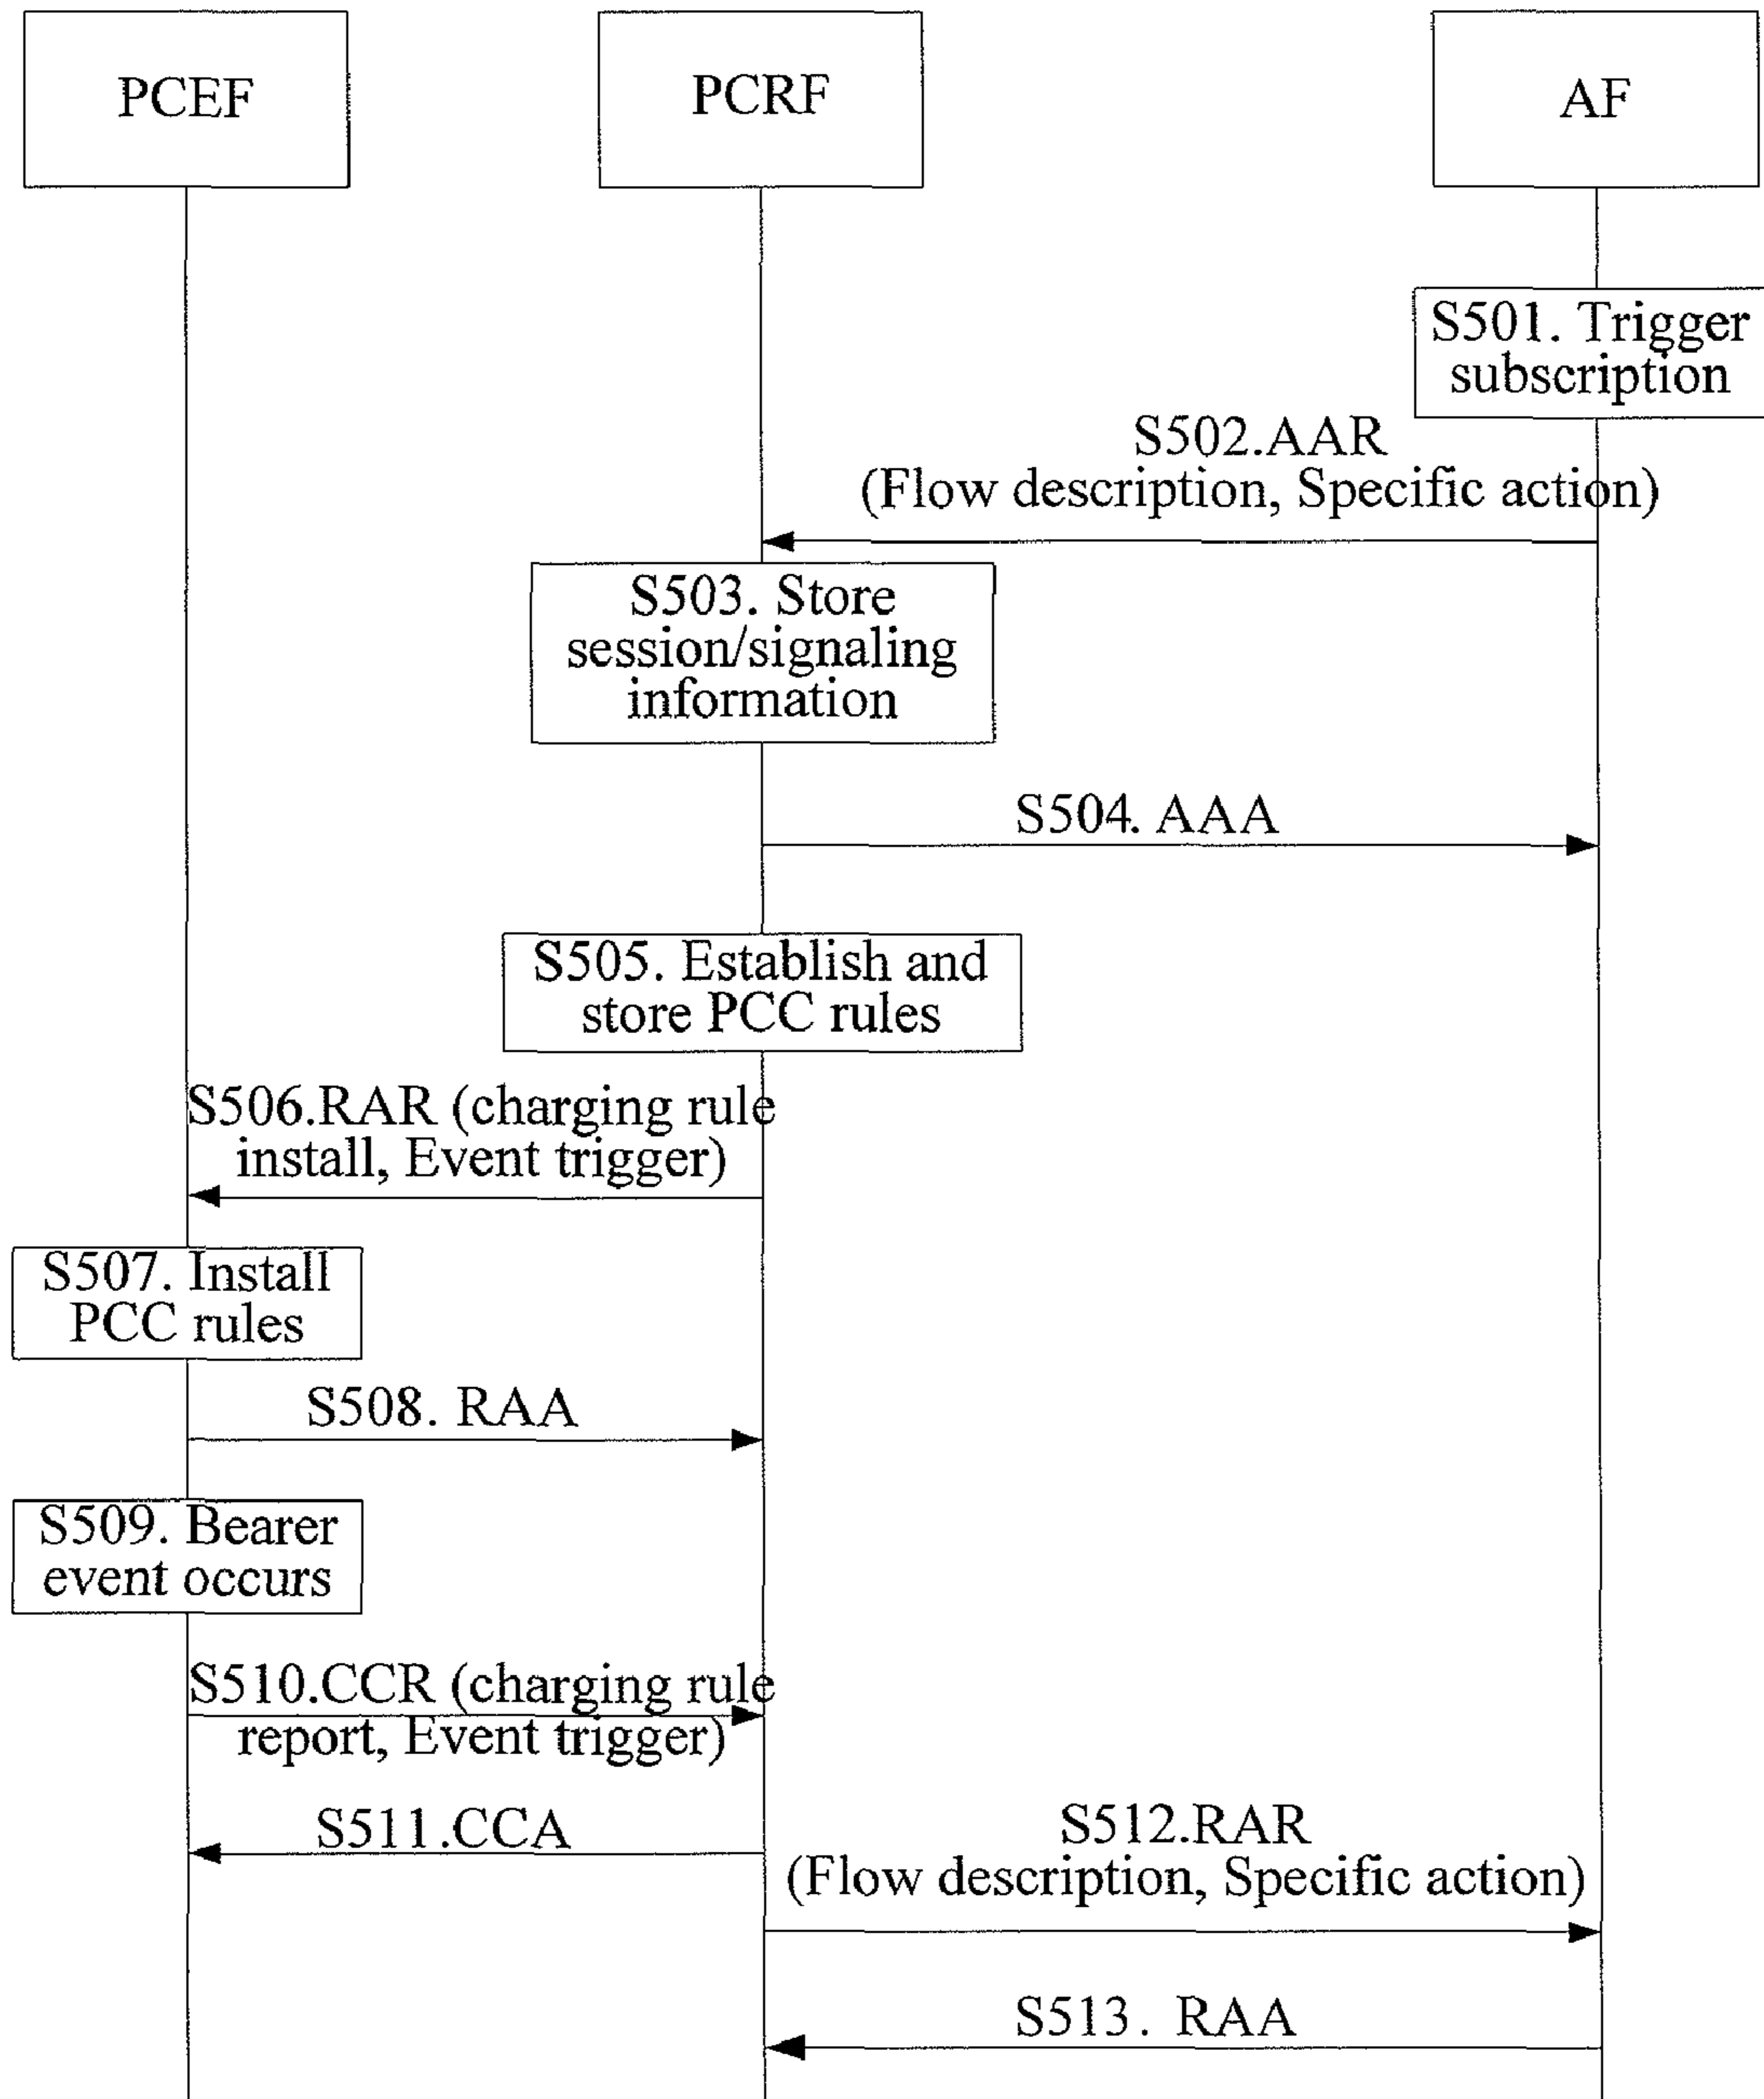 PCEF
PCRF
AF
S501. Trigger
subscription
S502.AAR
(Flow description, Specific action)
S503. Store
session/signaling
information
S504. AAA
S505. Establish and
store PCC rules
S506.RAR (charging rule
install, Event trigger)
S507. Install
PCC rules
S508. RAA
S509. Bearer
event occurs
S510.CCR (charging rule
report, Event trigger)
S511.CCA
S512.RAR
(Flow description, Specific action)
S513. RAA